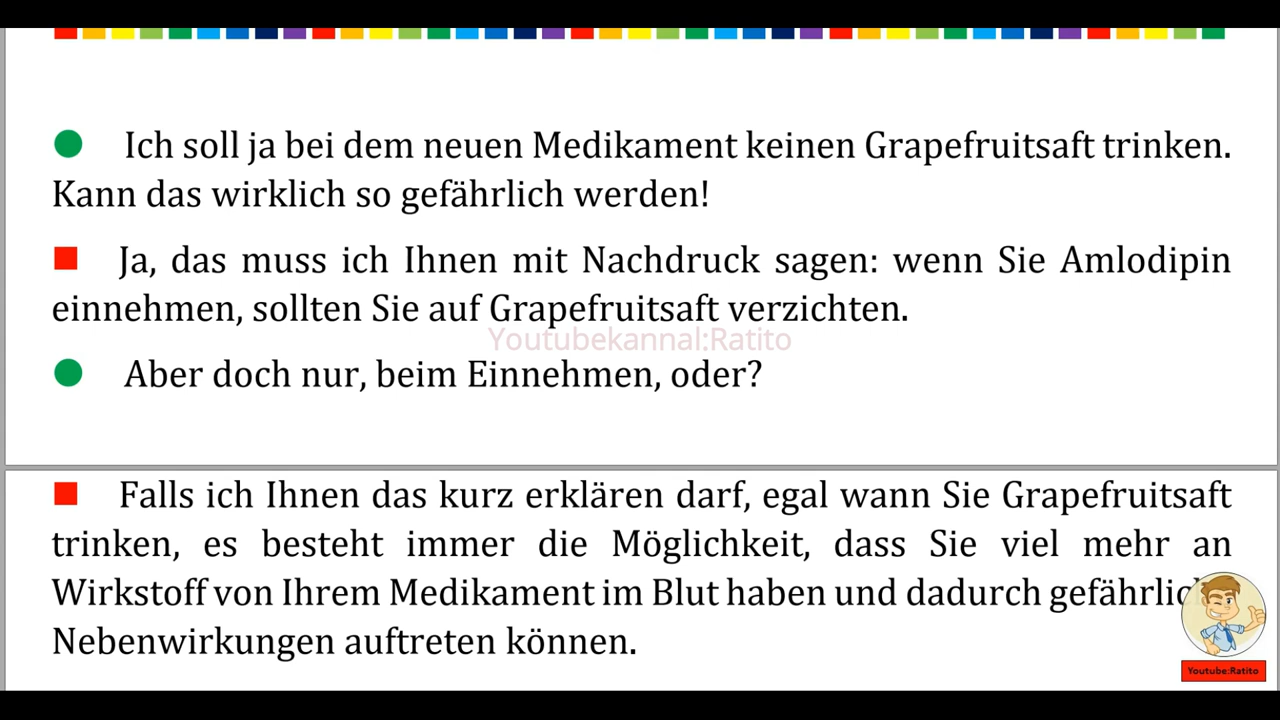 Ich soll ja bei dem neuen Medikament keinen Grapefruitsaft trinken.
Kann das wirklich so gefährlich werden!
Ja, das muss ich Ihnen mit Nachdruck sagen: wenn Sie Amlodipin
einnehmen, sollten Sie auf Grapefruitsaft verzichten.
Youtubekannal:Ratito
Aber doch nur, beim Einnehmen, oder?
Falls ich Ihnen das kurz erklären darf, egal wann Sie Grapefruitsaft
trinken, es besteht immer die Möglichkeit, dass Sie viel mehr an
Wirkstoff von Ihrem Medikament im Blut haben und dadurch
Nebenwirkungen auftreten können.
Youtube:Ratito